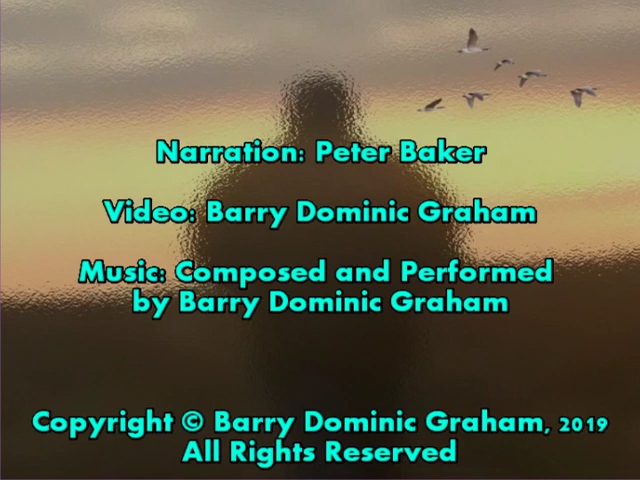 Narration: Peter Baker
Video: Barry Dominic Graham
Music: Composed and Performed
by Barry Dominic Graham
Copyright © Barry Dominic Graham, 2019
All Rights Reserved